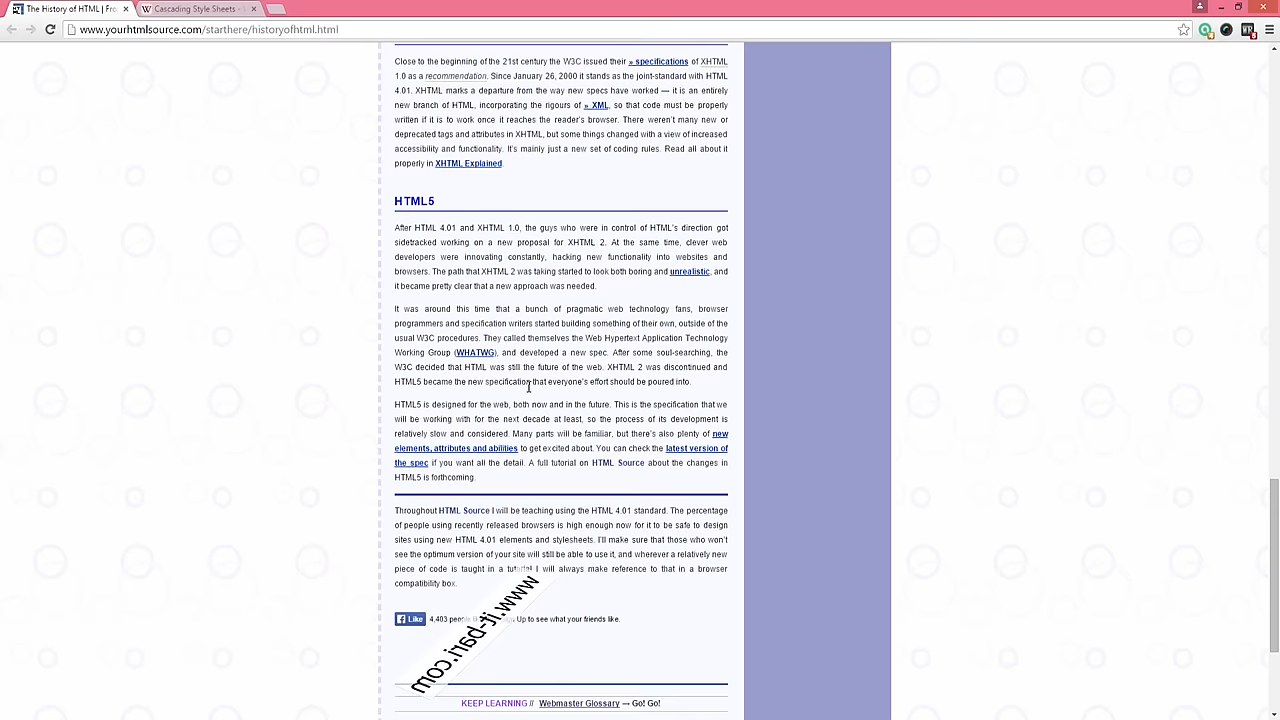 The History of HTML | Fro
Cascading Style Sheets -
www.yourhtmlsource.com/starthere/historyofhtml.html
Close to the beginning of the 21st century the W3C issued their » specifications of XHTML
1.0 as a recommendation. Since January 26, 2000 it stands as the joint-standard with HTML
4.01. XHTML marks a departure from the way new specs have worked — it is an entirely
new branch of HTML, incorporating the rigours of » XML, so that code must be properly
written if it is to work once it reaches the reader's browser. There weren't many new or
deprecated tags and attributes in XHTML, but some things changed with a view of increased
accessibility and functionality. It's mainly just a new set of coding rules. Read all about it
properly in XHTML Explained.
HTML5
After HTML 4.01 and XHTML 1.0, the guys who were in control of HTML's direction got
sidetracked working on a new proposal for XHTML 2. At the same time, clever web
developers were innovating constantly, hacking new functionality into websites and
browsers. The path that XHTML 2 was taking started to look both boring and unrealistic, and
it became pretty clear that a new approach was needed.
It was around this time that a bunch of pragmatic web technology fans, browser
programmers and specification writers started building something of their own, outside of the
usual W3C procedures. They called themselves the Web Hypertext Application Technology
Working Group (WHATWG), and developed a new spec. After some soul-searching, the
W3C decided that HTML was still the future of the web. XHTML 2 was discontinued and
HTML5 became the new specification that everyone's effort should be poured into.
HTML5 is designed for the web, both now and in the future. This is the specification that we
will be working with for the next decade at least, so the process of its development is
relatively slow and considered. Many parts will be familiar, but there's also plenty of new
elements, attributes and abilities to get excited about. You can check the latest version of
the spec if you want all the detail. A full tutorial on HTML Source about the changes in
HTML5 is forthcoming.
Throughout HTML Source I will be teaching using the HTML 4.01 standard. The percentage
of people using recently released browsers is high enough now for it to be safe to design
sites using new HTML 4.01 elements and stylesheets. I'll make sure that those who won't
see the optimum version of your site will still be able to use it, and wherever a relatively new
piece of code is taught in a tutorial I will always make reference to that in a browser
compatibility box.
Like 4,403 people Up to see what your friends like.
www.it-bari.com
KEEP LEARNING // Webmaster Glossary → Go! Go!